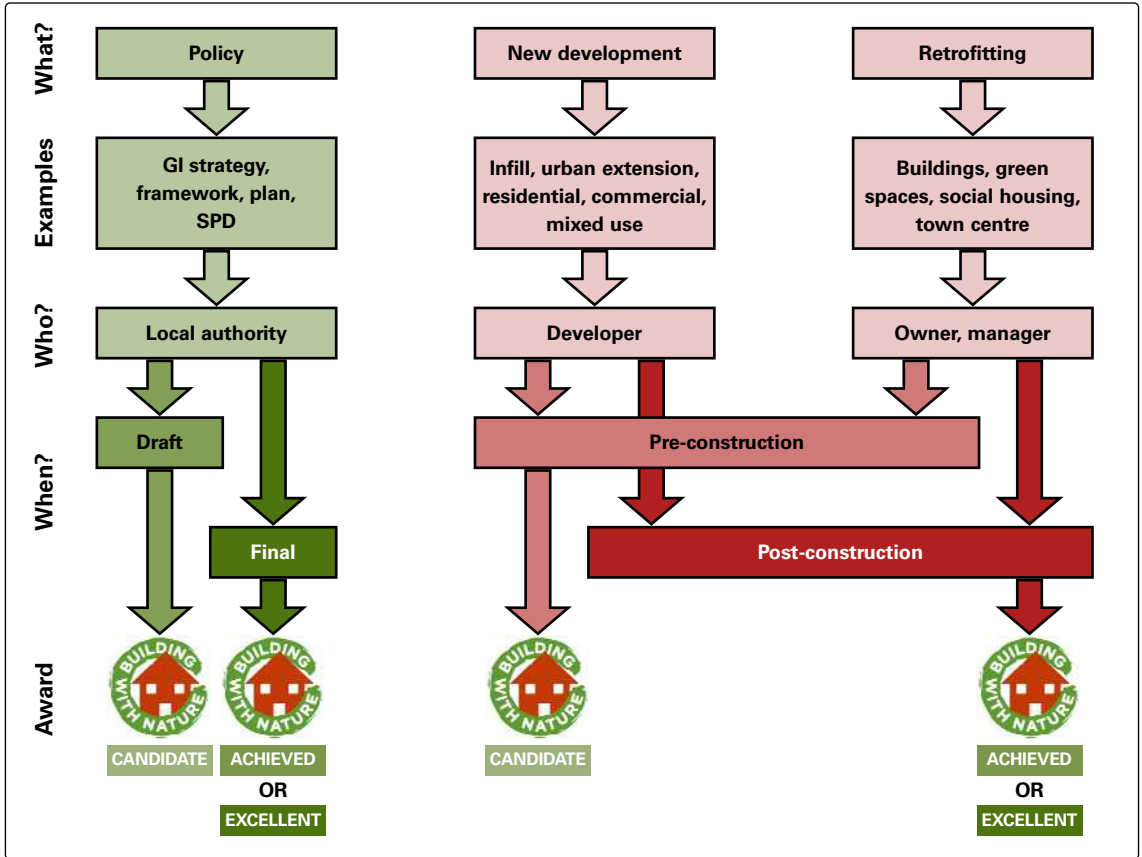 What?
Policy
New development
Retrofitting
Examples
GI strategy,
framework, plan,
SPD
Infill, urban extension,
residential, commercial,
mixed use
Buildings, green
spaces, social housing,
town centre
Who?
Local authority
Developer
Owner, manager
When?
Draft
Pre-construction
Final
Post-construction
Award
BUILDING
WITH NATURE
BUILDING
WITH NATURE
BUILDING
WITH NATURE
BUILDING
WITH NATURE
CANDIDATE
ACHIEVED
OR
EXCELLENT
CANDIDATE
ACHIEVED
OR
EXCELLENT